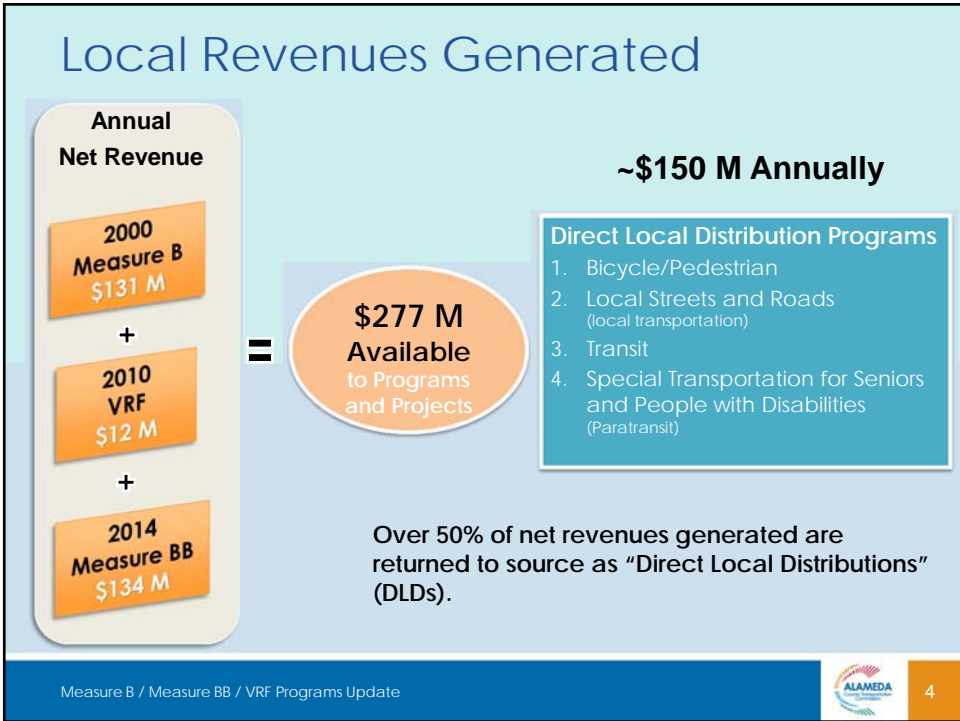 Local Revenues Generated
Annual
Net Revenue
2000
Measure B
$131 M
+
2010
VRF
$12 M
+
2014
Measure BB
$134 M
=
$277 M
Available
to Programs
and Projects
~$150 M Annually
Direct Local Distribution Programs
1. Bicycle/Pedestrian
2. Local Streets and Roads
(local transportation)
3. Transit
4. Special Transportation for Seniors
and People with Disabilities
(Paratransit)
Over 50% of net revenues generated are
returned to source as “Direct Local Distributions”
(DLDs).
Measure B / Measure BB / VRF Programs Update
ALAMEDA
County Transportation
Commission
4